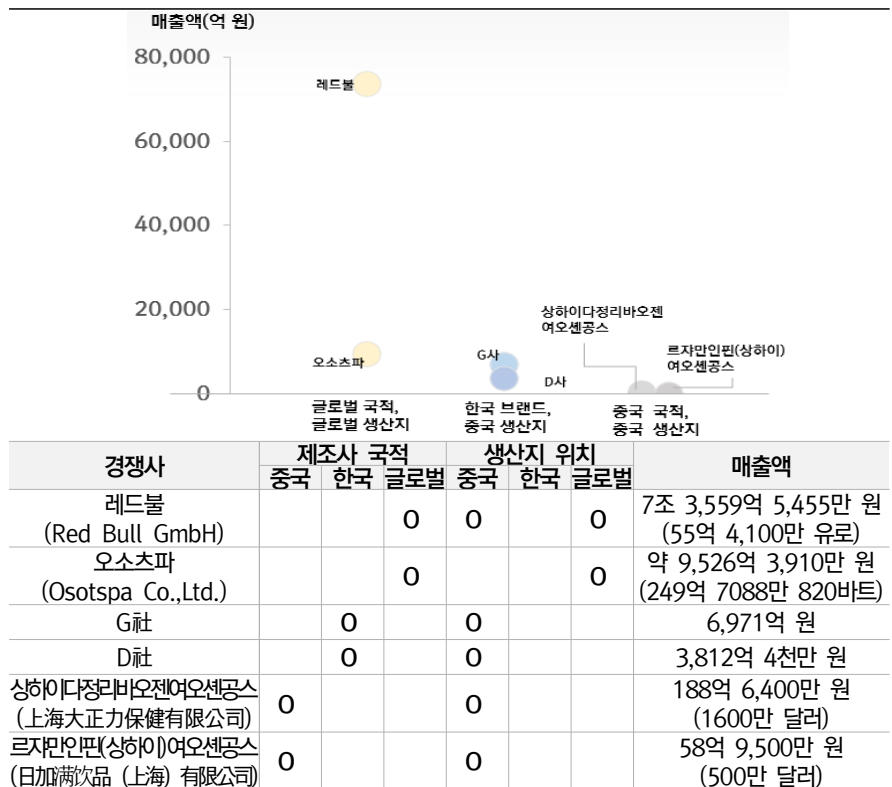 매출액(억 원)
80,000
레드불
60,000
40,000
20,000
상하이다정리바오젠
여오셴공스
G사
르쟈만인핀(상하이)
여오셴공스
오소츠파
D사
0
글로벌 국적,
글로벌 생산지
한국 브랜드,
중국 생산지
중국 국적,
중국 생산지
경쟁사 제조사 국적 생산지 위치 매출액
중국 한국 글로벌 중국 한국 글로벌
레드불 7조 3,559억 5,455만 원
(Red Bull GmbH) O O O (55억 4,100만 유로)
오소츠파 약 9,526억 3,910만 원
(Osotspa Co.,Ltd.) O O (249억 7088만 820바트)
G社 O O 6,971억 원
D社 O O 3,812억 4천만 원
상하이다정리바오젠여오셴공스 188억 6,400만 원
(上海大正力保健有限公司) O O (1600만 달러)
르쟈만인핀(상하이)여오셴공스 58억 9,500만 원
(日加满饮品 (上海) 有限公司) O O (500만 달러)